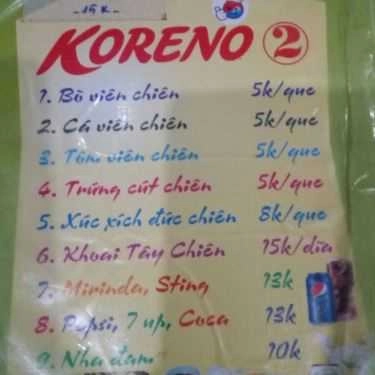 -15K-
KORENO 2
1. Bò viên chiên 5k/que
2. Cá viên chiên 5k/que
3. Tôm viên chiên 5k/que
4. Trứng cút chiên 5k/que
5. Xúc xích đức chiên 8k/que
6. Khoai Tây Chiên 15k/dĩa
7. Mirinda, Sting 13k
8. Pepsi, 7 up, Coca 13k
9. Nha đam 10k